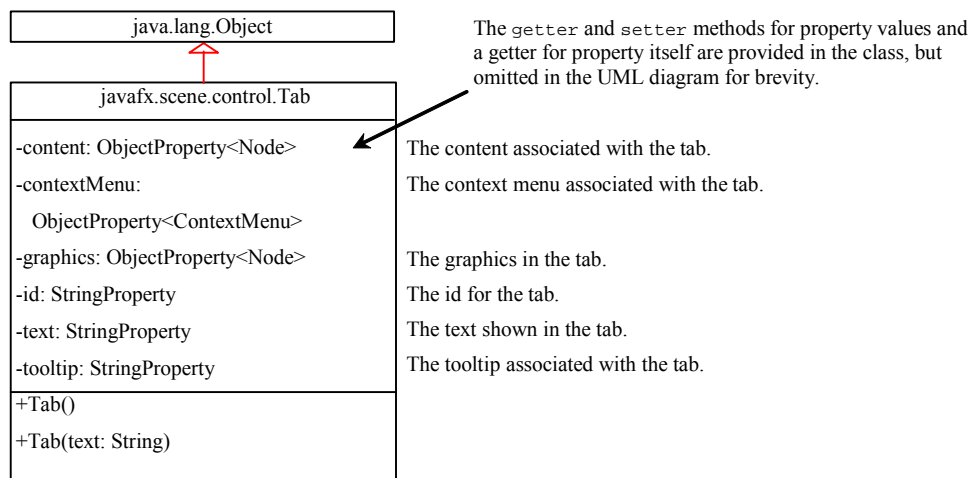 java.lang.Object
The getter and setter methods for property values and
a getter for property itself are provided in the class, but
omitted in the UML diagram for brevity.
javafx.scene.control.Tab
-content: ObjectProperty<Node>
The content associated with the tab.
-contextMenu:
The context menu associated with the tab.
ObjectProperty<ContextMenu>
-graphics: ObjectProperty<Node>
The graphics in the tab.
-id: StringProperty
The id for the tab.
-text: StringProperty
The text shown in the tab.
-tooltip: StringProperty
The tooltip associated with the tab.
+Tab()
+Tab(text: String)